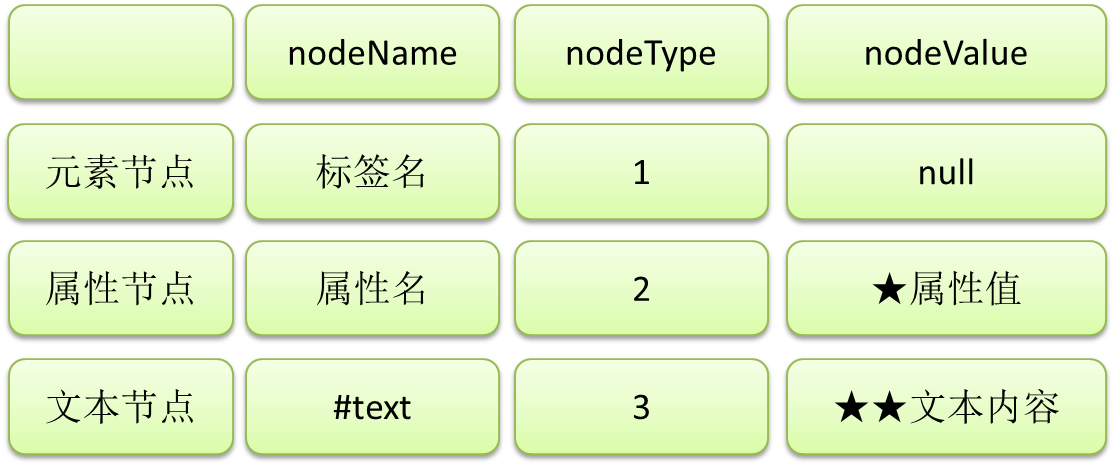 nodeName nodeType nodeValue
元素节点 标签名 1 null
属性节点 属性名 2 ★属性值
文本节点 #text 3 ★★文本内容